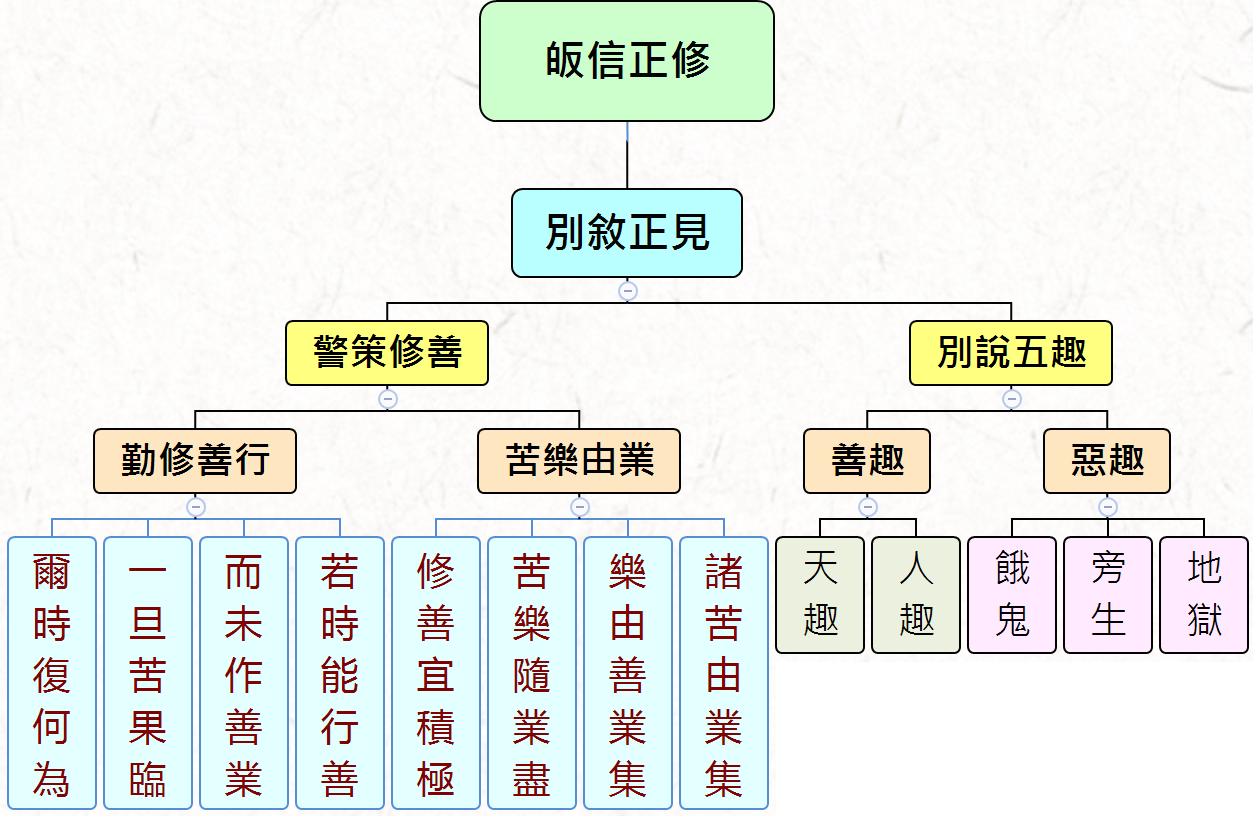 皈信正修
別敘正見
警策修善
別說五趣
勤修善行
苦樂由業
善趣
惡趣
爾時復何為
一旦苦果臨
而未作善業
若時能行善
修善宜積極
苦樂隨業盡
樂由善業集
諸苦由業集
天趣
人趣
餓鬼
旁生
地獄